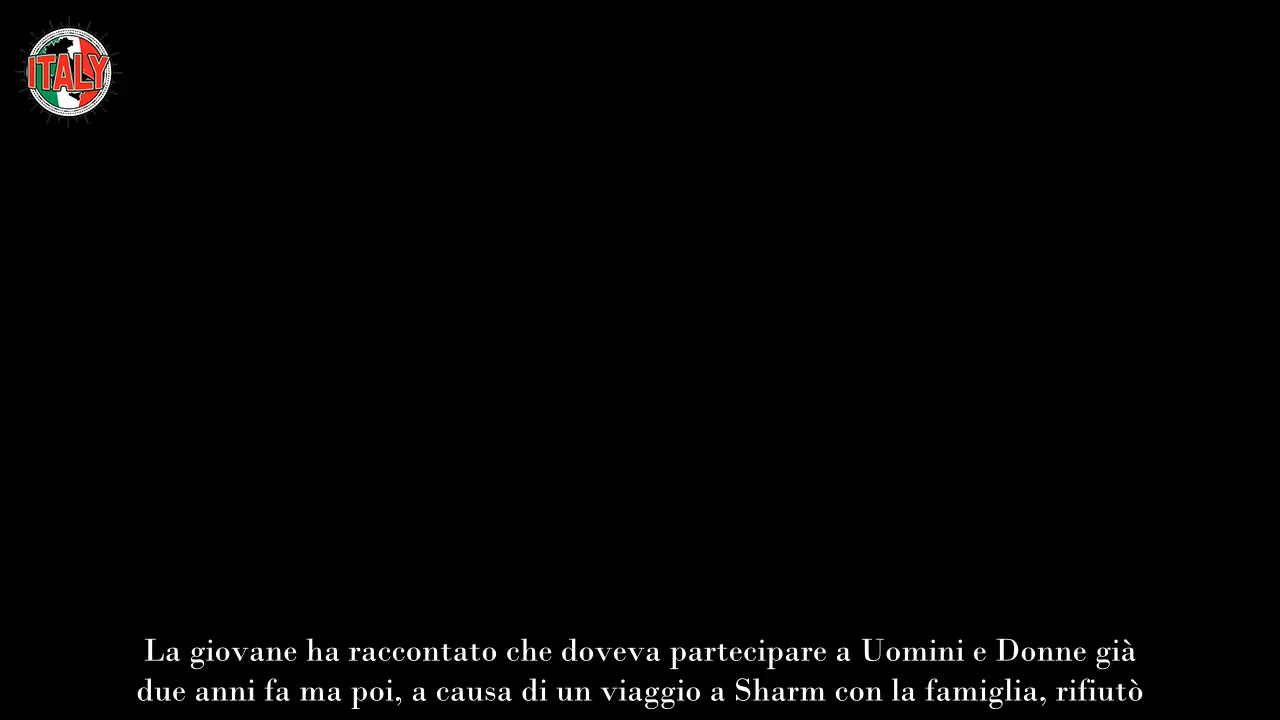 ITALY
La giovane ha raccontato che doveva partecipare a Uomini e Donne già
due anni fa ma poi, a causa di un viaggio a Sharm con la famiglia, rifiutò